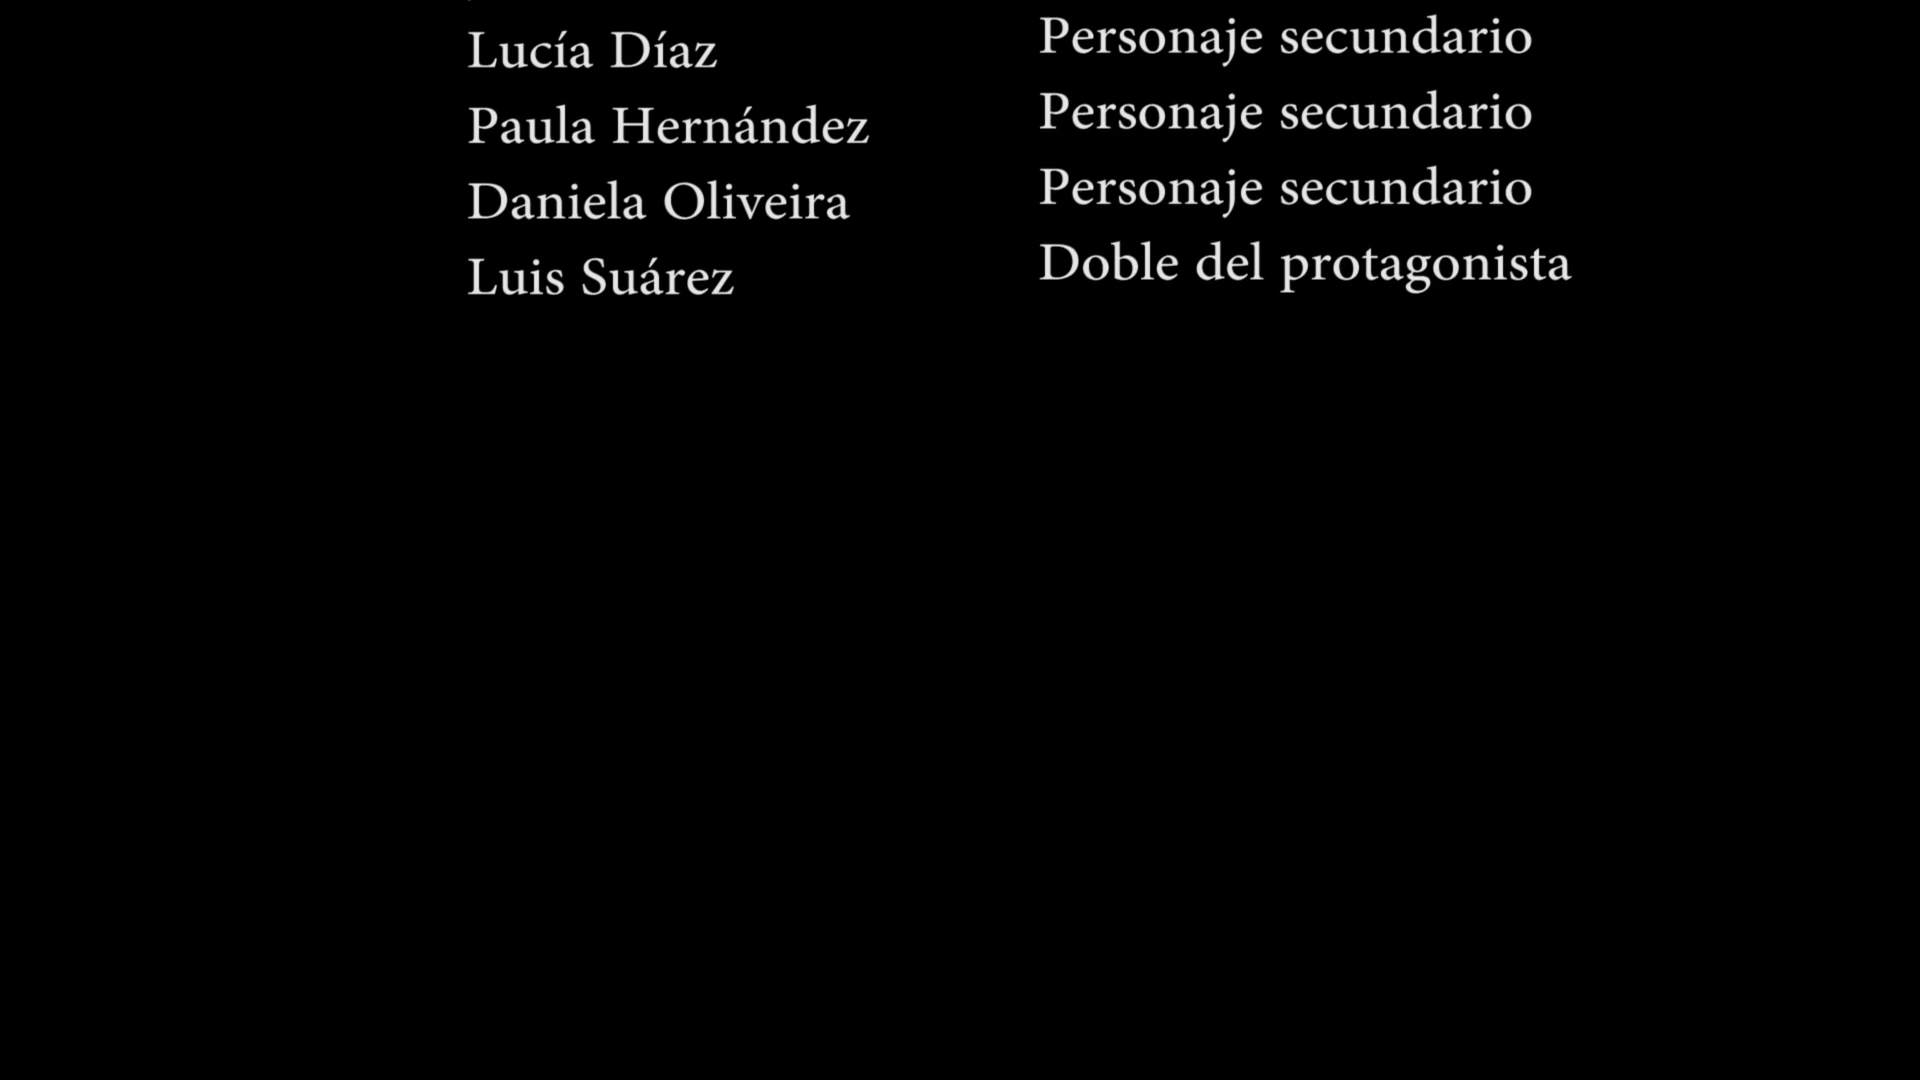 Lucía Díaz Personaje secundario
Paula Hernández Personaje secundario
Daniela Oliveira Personaje secundario
Luis Suárez Doble del protagonista